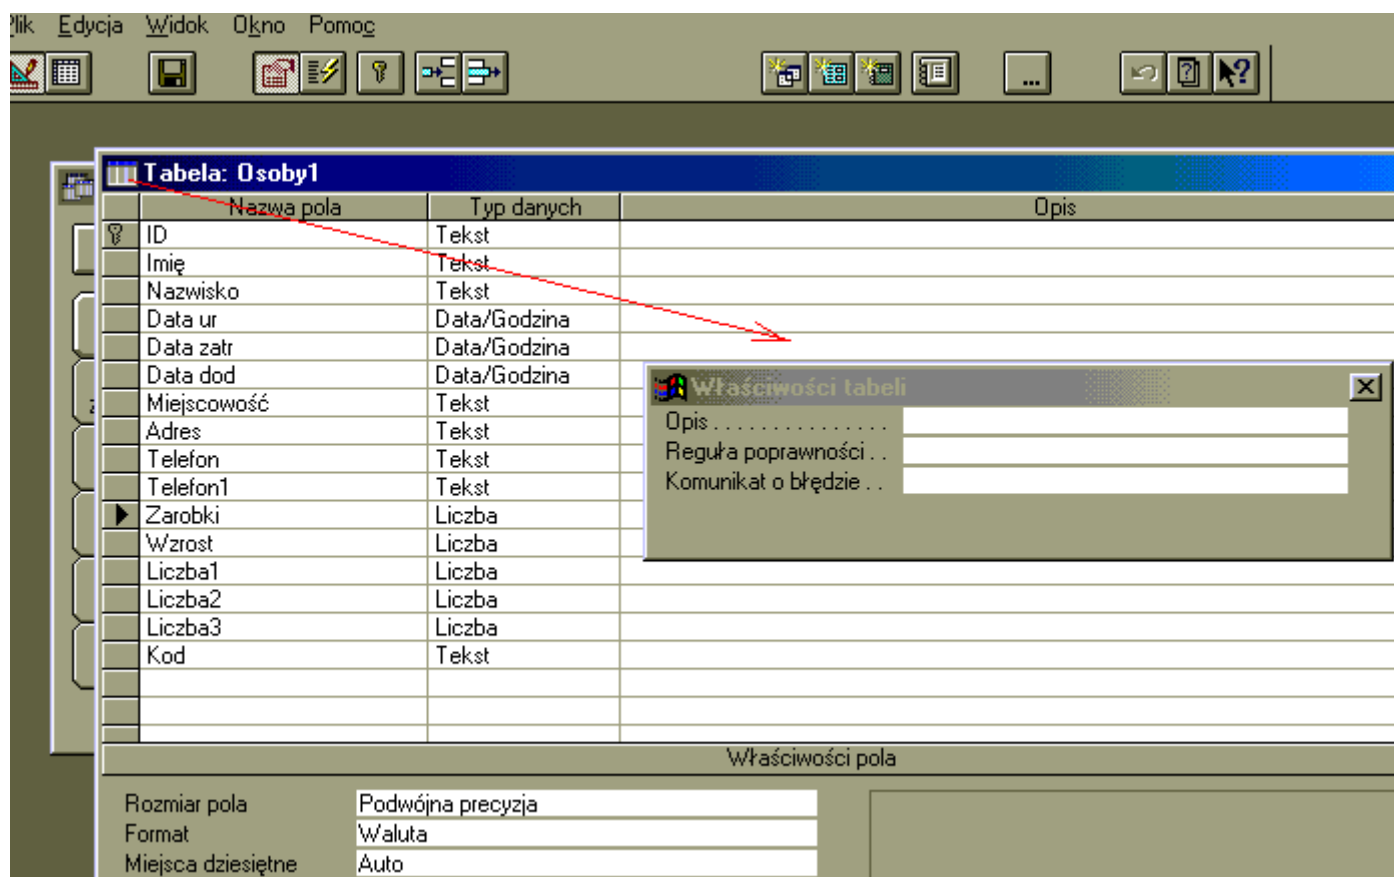 Plik Edycja Widok Okno Pomoc
...
Tabela: Osoby1
Nazwa pola Typ danych Opis
ID Tekst
Imię Tekst
Nazwisko Tekst
Data ur Data/Godzina
Data zatr Data/Godzina
Data dod Data/Godzina
Miejscowość Tekst
Adres Tekst
Telefon Tekst
Telefon1 Tekst
Zarobki Liczba
Wzrost Liczba
Liczba1 Liczba
Liczba2 Liczba
Liczba3 Liczba
Kod Tekst
Właściwości tabeli
Opis . . . . . . . . . . . . . . .
Reguła poprawności . .
Komunikat o błędzie . .
Właściwości pola
Rozmiar pola Podwójna precyzja
Format Waluta
Miejsca dziesiętne Auto